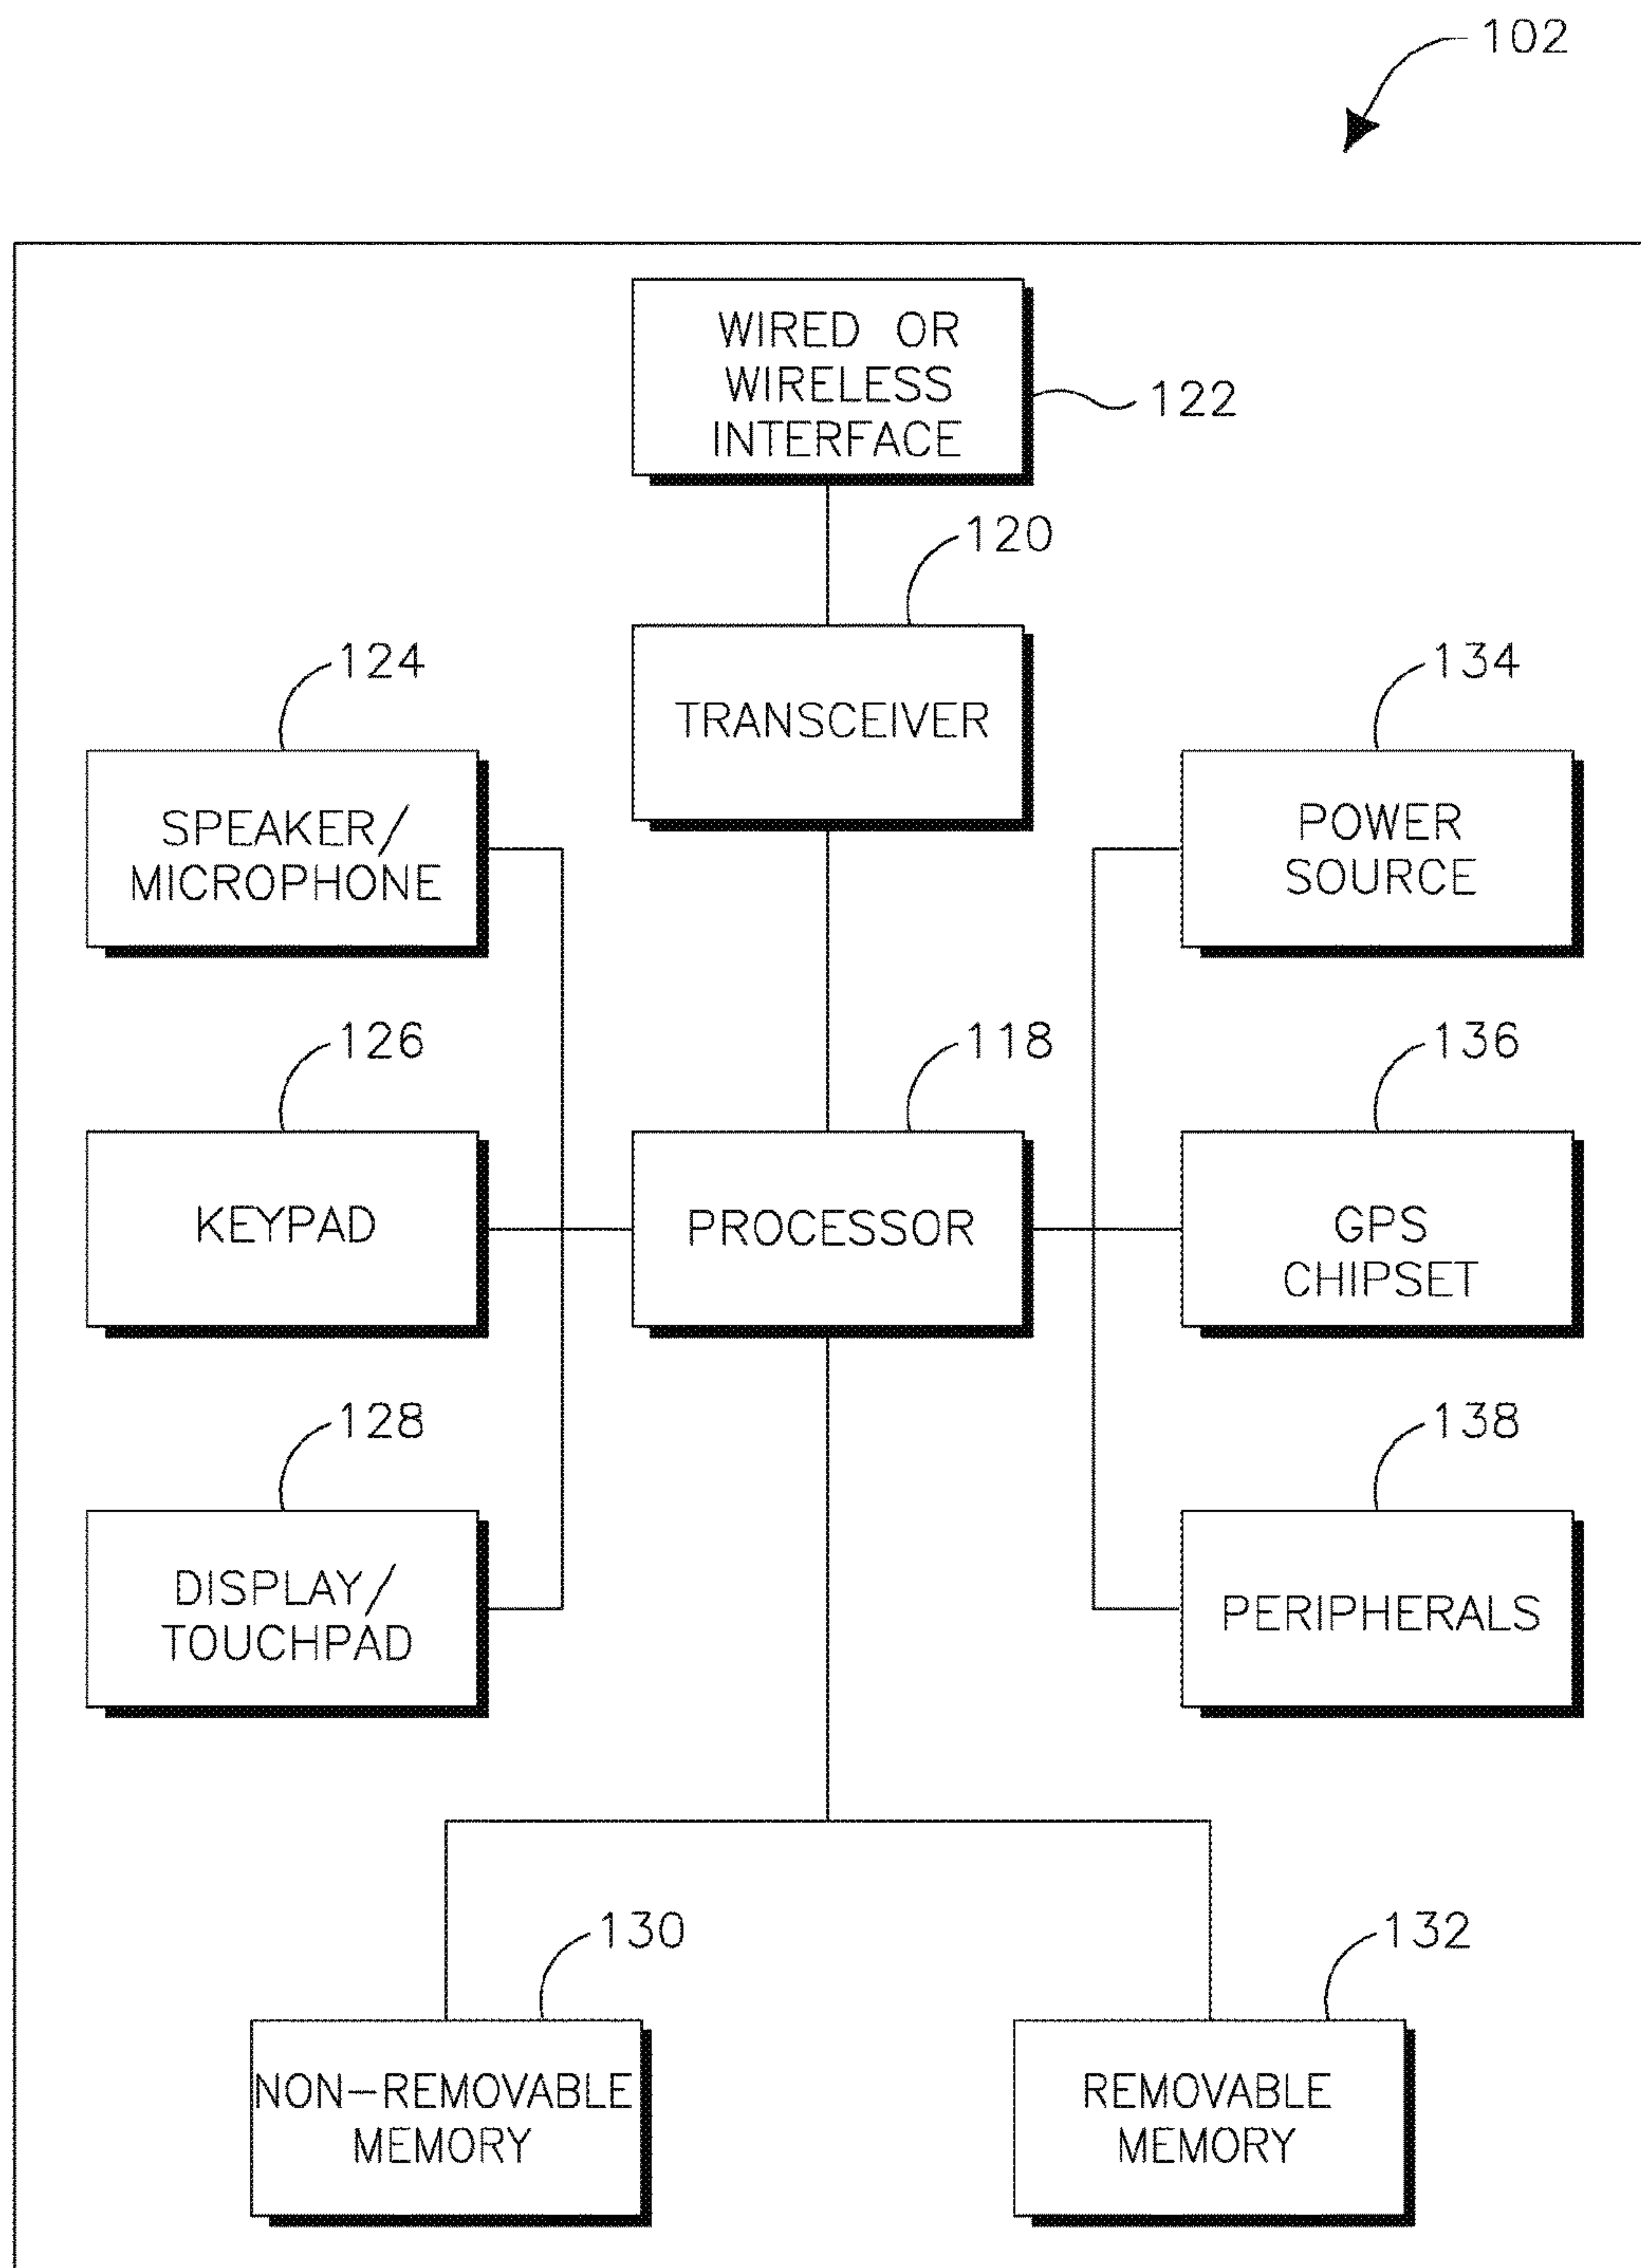 102
WIRED OR
WIRELESS
INTERFACE
122
120
TRANSCEIVER
124
SPEAKER/
MICROPHONE
134
POWER
SOURCE
126
KEYPAD
118
PROCESSOR
136
GPS
CHIPSET
128
DISPLAY/
TOUCHPAD
138
PERIPHERALS
130
NON-REMOVABLE
MEMORY
132
REMOVABLE
MEMORY